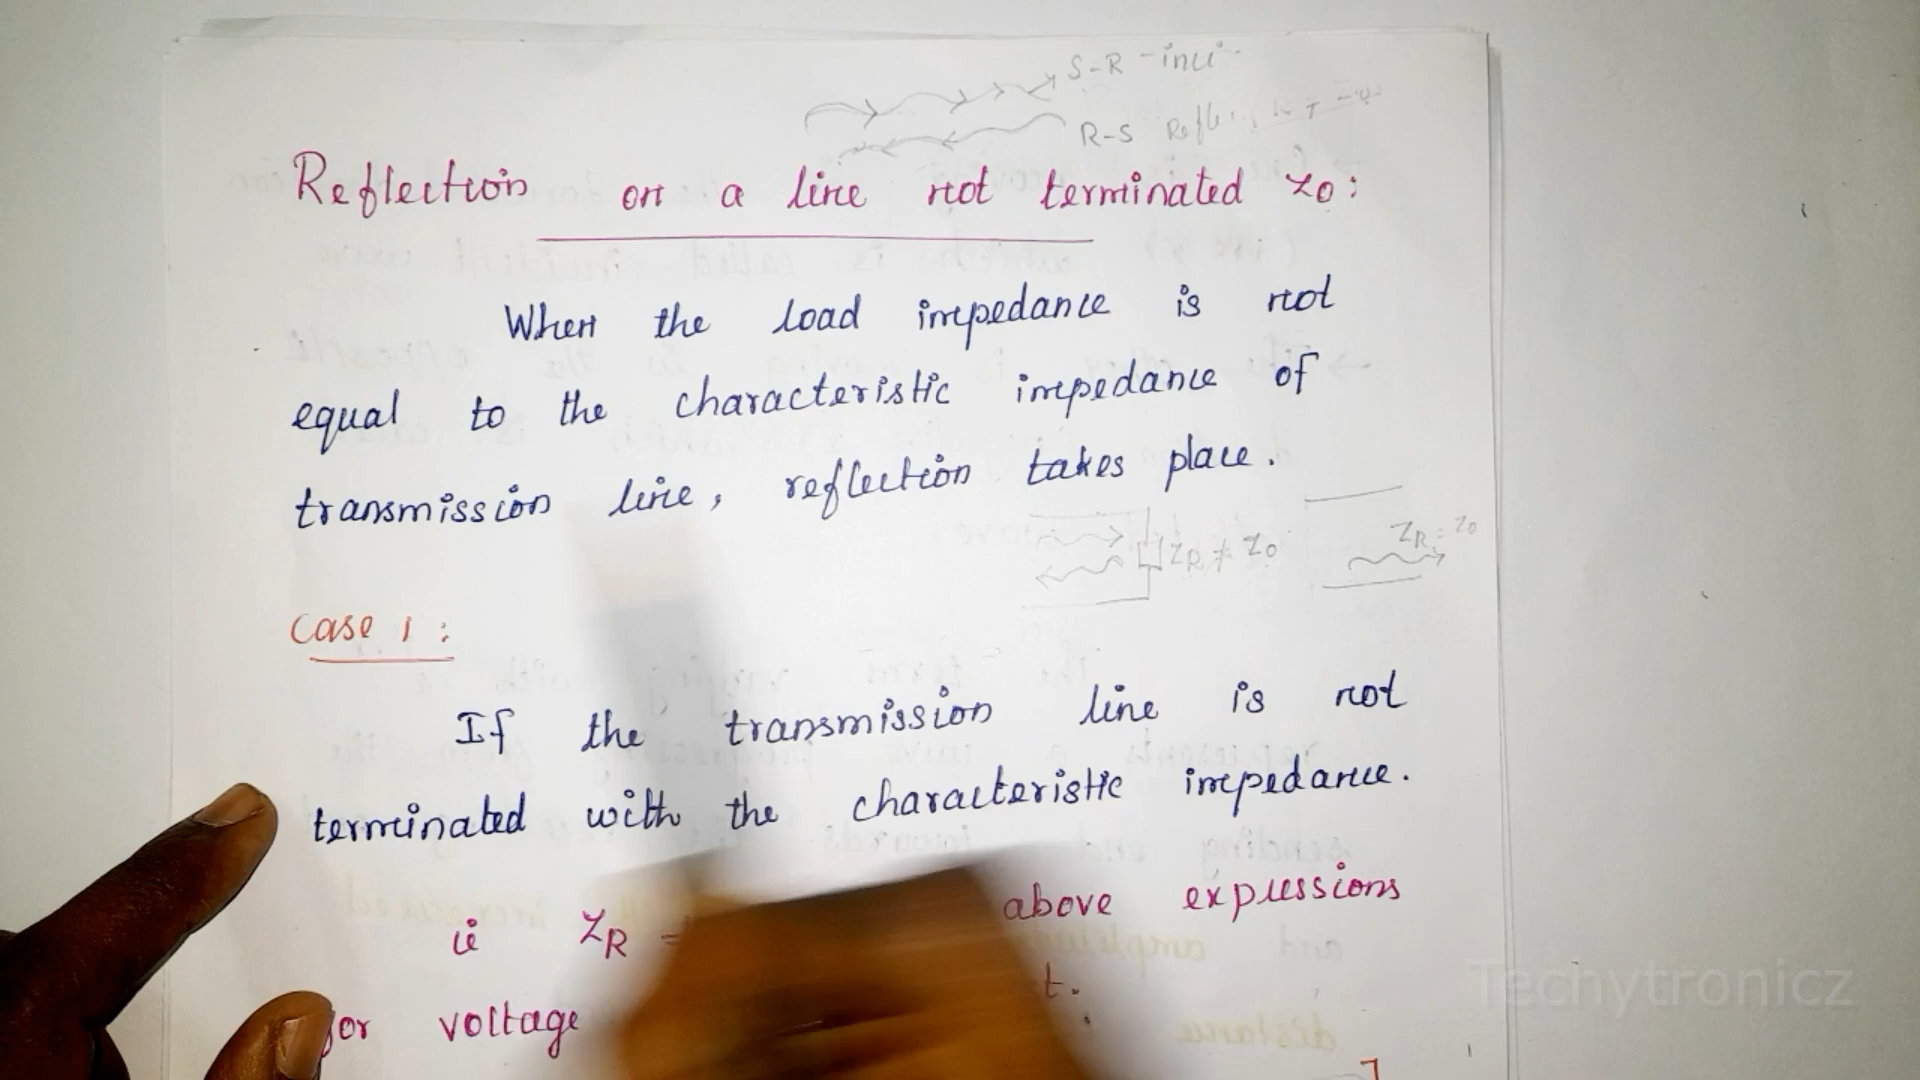 S-R - inci
R-S Refle
Reflection on a line not terminated Z0:
When the load impedance is not
equal to the characteristic impedance of
transmission line, reflection takes place.
ZR ≠ Z0
ZR = Z0
Case 1:
If the transmission line is not
terminated with the characteristic impedance.
ie ZR above expressions
for voltage t.
Techytronicz